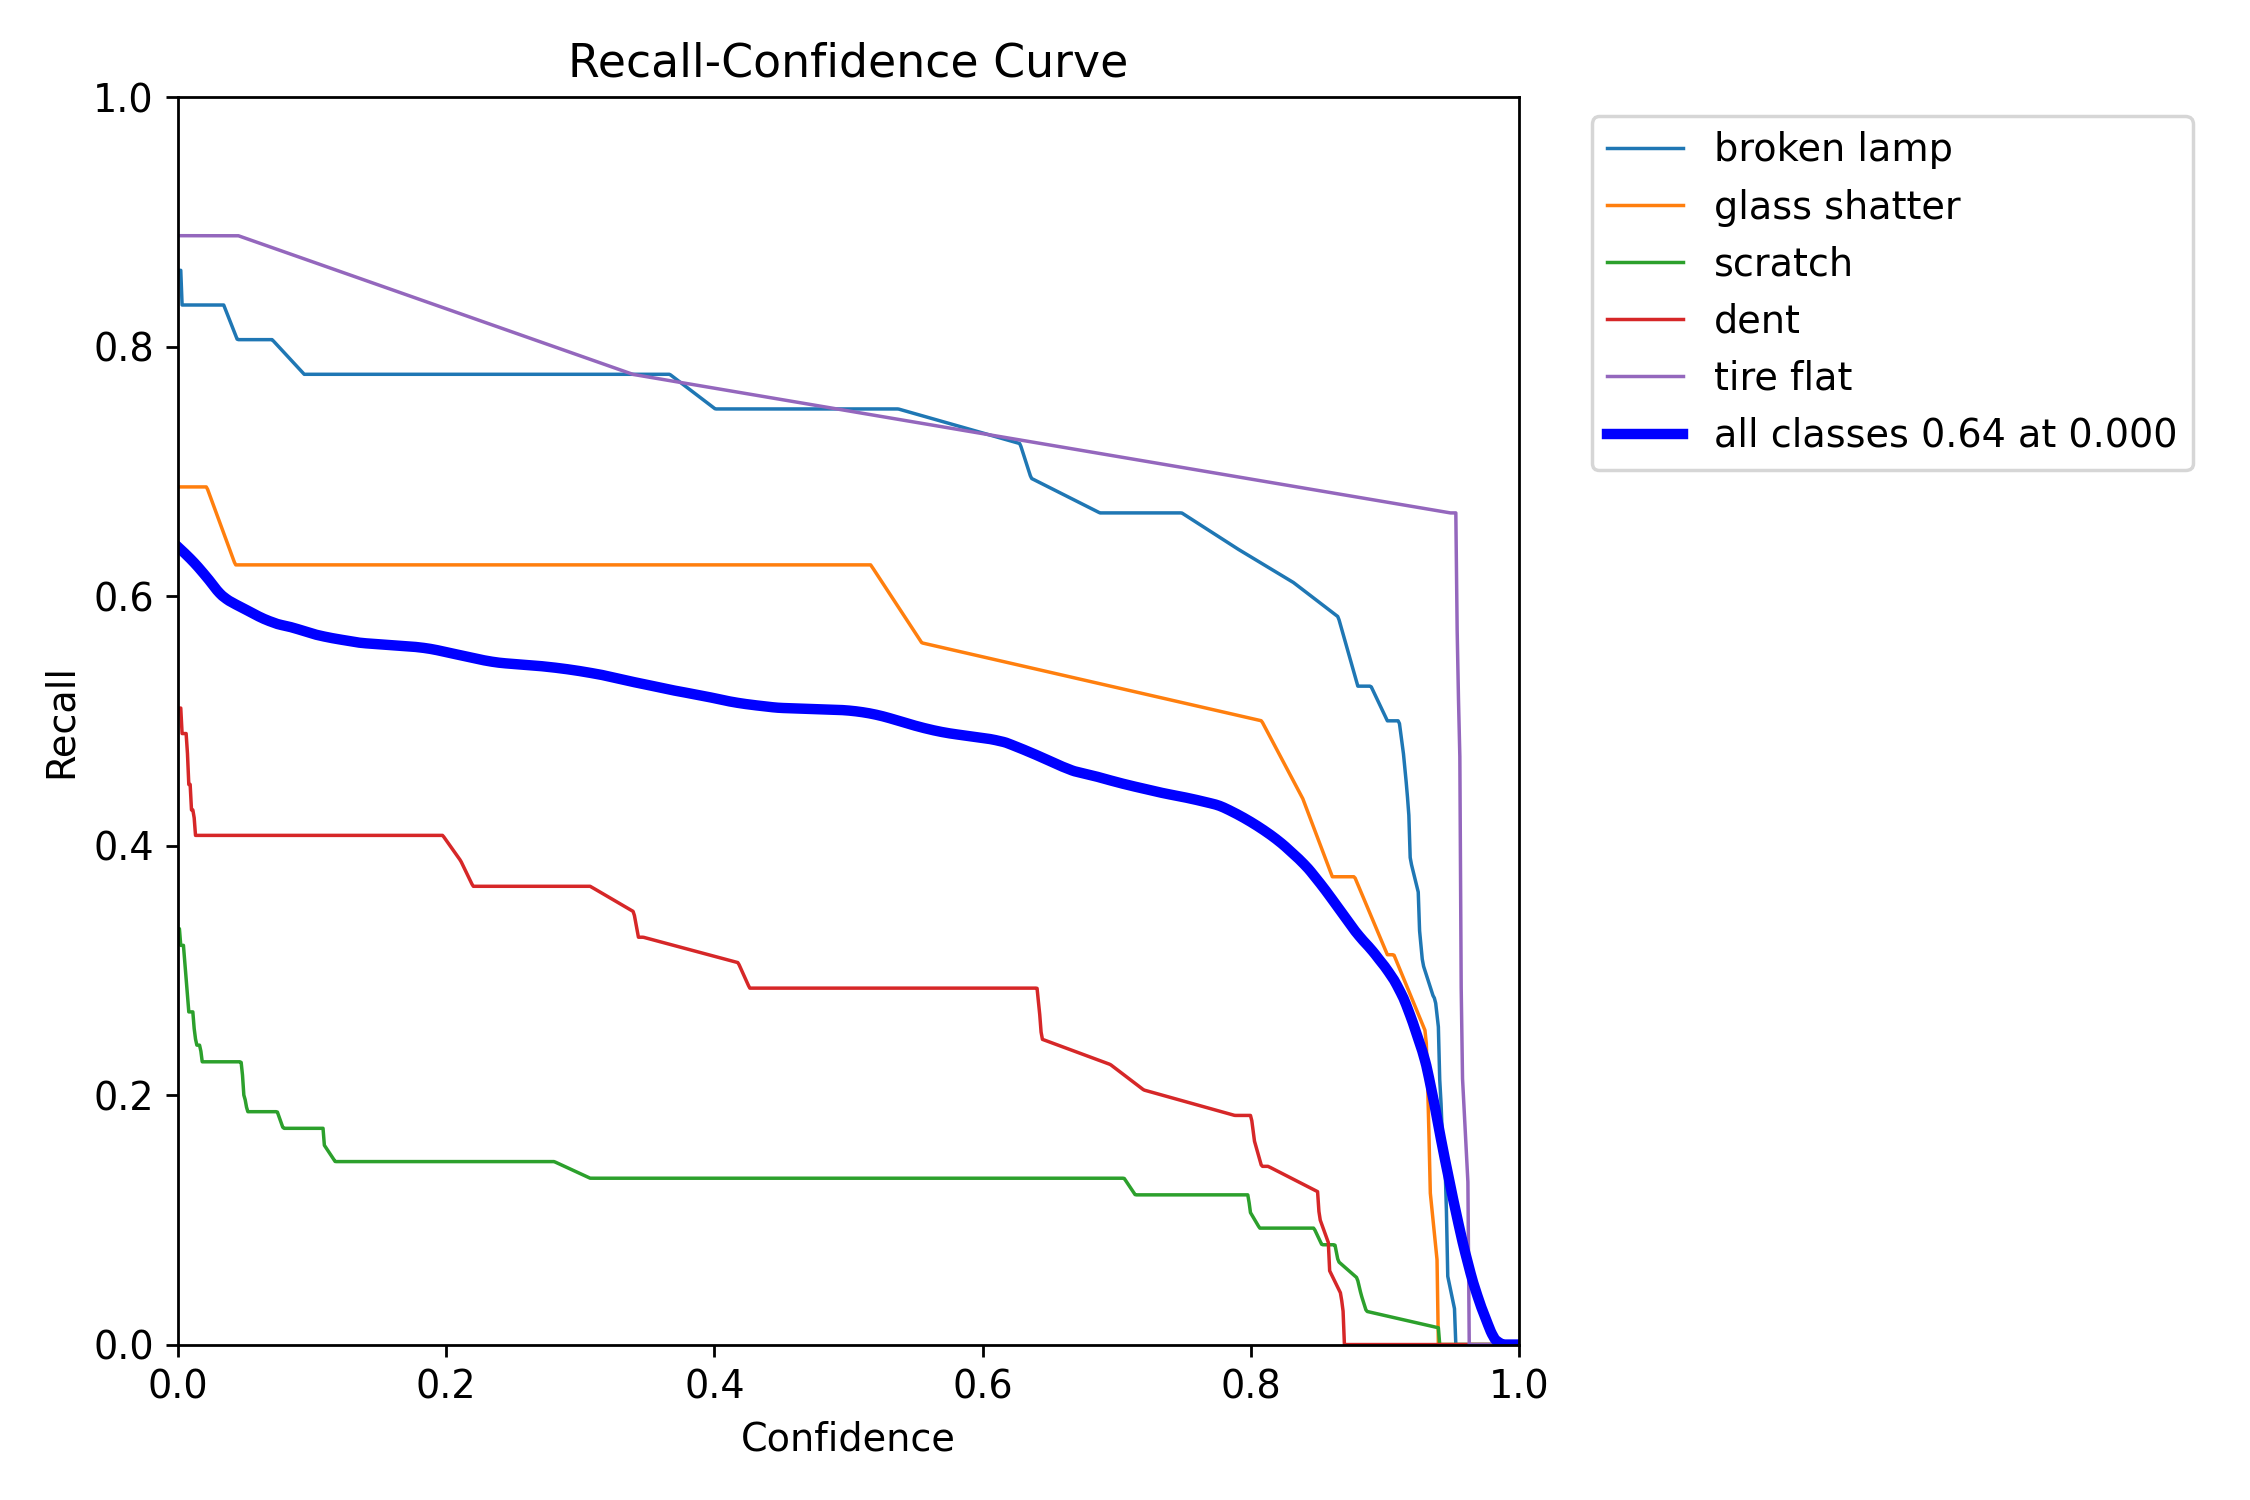 Recall-Confidence Curve
1.0
0.8
0.6
0.4
0.2
0.0
Recall
0.0 0.2 0.4 0.6 0.8 1.0
Confidence
broken lamp
glass shatter
scratch
dent
tire flat
all classes 0.64 at 0.000